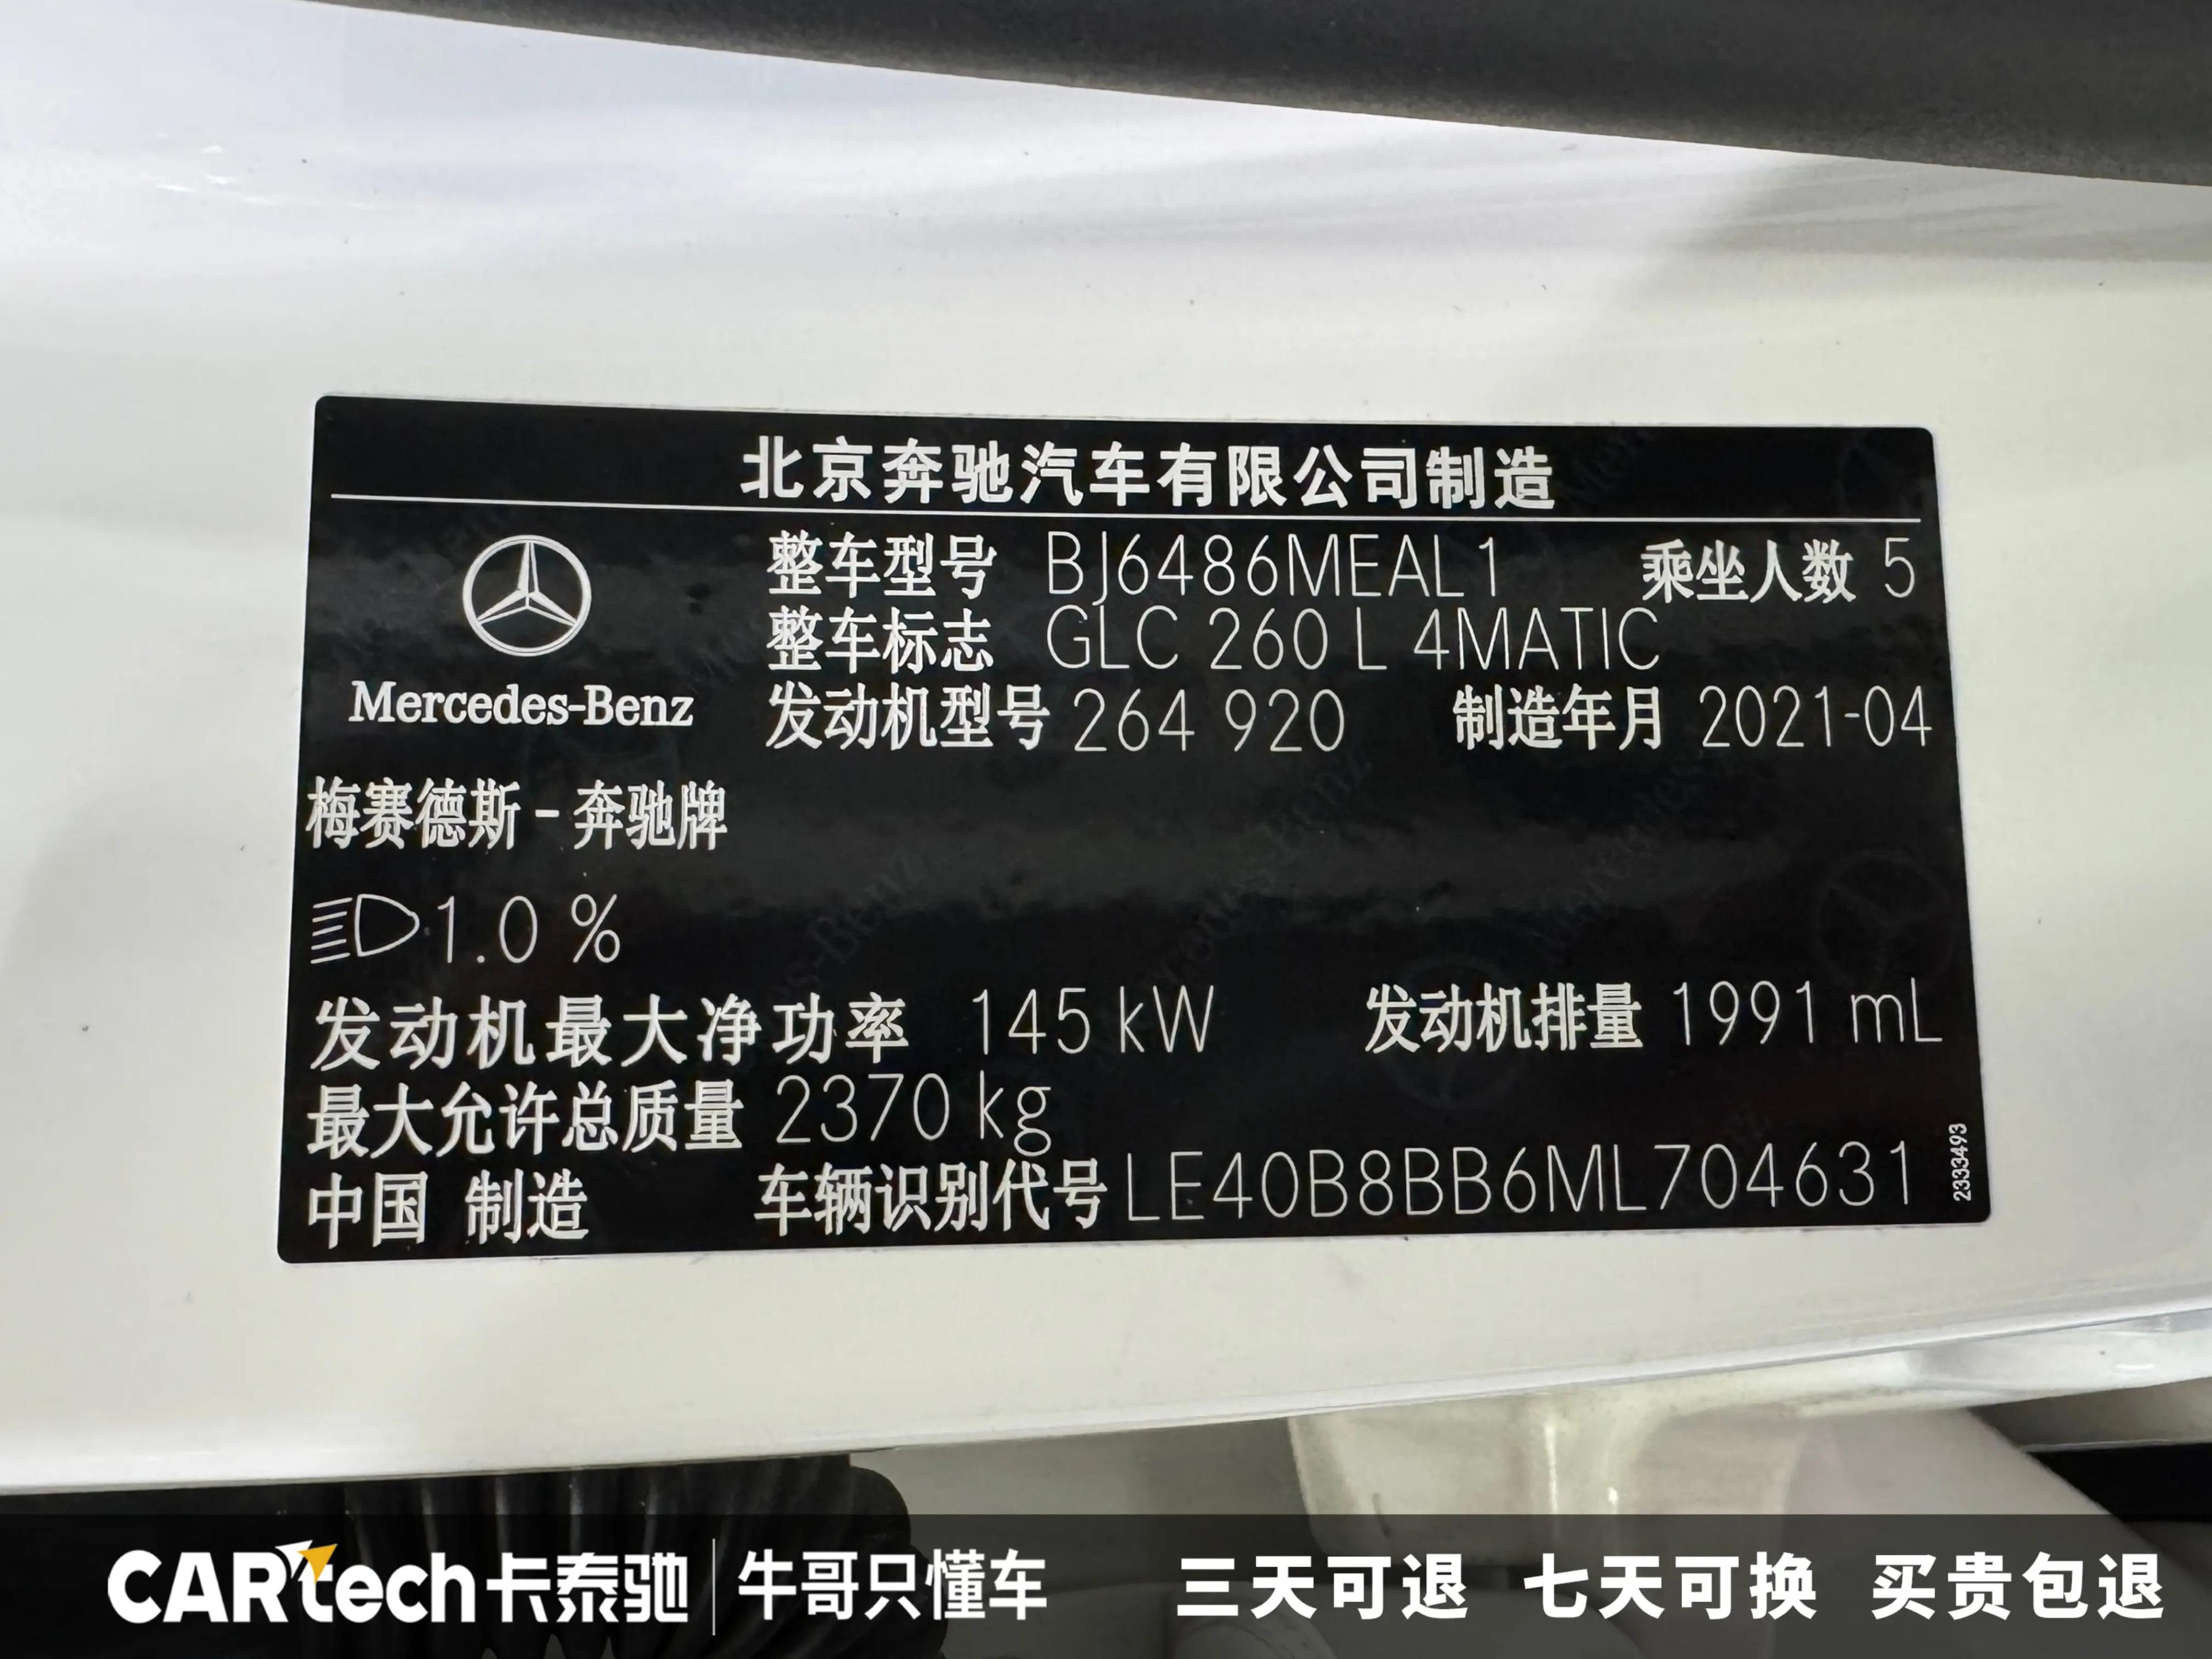 北京奔驰汽车有限公司制造
整车型号 BJ6486MEAL1 乘坐人数 5
整车标志 GLC 260 L 4MATIC
Mercedes-Benz 发动机型号 264 920 制造年月 2021-04
梅赛德斯-奔驰牌
1.0 %
发动机最大净功率 145 kW 发动机排量 1991 mL
最大允许总质量 2370 kg
中国 制造 车辆识别代号 LE40B8BB6ML704631
2333493
CARtech卡泰驰 | 牛哥只懂车 三天可退 七天可换 买贵包退